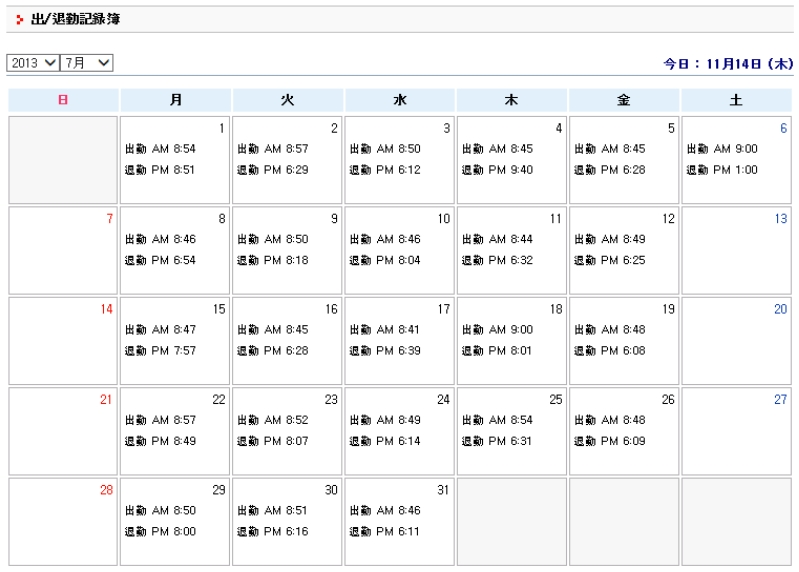 出/退勤記録簿
2013 7月 今日：11月14日 (木)
日 月 火 水 木 金 土
1 2 3 4 5 6
出勤 AM 8:54 出勤 AM 8:57 出勤 AM 8:50 出勤 AM 8:45 出勤 AM 8:45 出勤 AM 9:00
退勤 PM 8:51 退勤 PM 6:29 退勤 PM 6:12 退勤 PM 9:40 退勤 PM 6:28 退勤 PM 1:00
7 8 9 10 11 12 13
出勤 AM 8:46 出勤 AM 8:50 出勤 AM 8:46 出勤 AM 8:44 出勤 AM 8:49
退勤 PM 6:54 退勤 PM 8:18 退勤 PM 8:04 退勤 PM 6:32 退勤 PM 6:25
14 15 16 17 18 19 20
出勤 AM 8:47 出勤 AM 8:45 出勤 AM 8:41 出勤 AM 9:00 出勤 AM 8:48
退勤 PM 7:57 退勤 PM 6:28 退勤 PM 6:39 退勤 PM 8:01 退勤 PM 6:08
21 22 23 24 25 26 27
出勤 AM 8:57 出勤 AM 8:52 出勤 AM 8:49 出勤 AM 8:54 出勤 AM 8:48
退勤 PM 8:49 退勤 PM 8:07 退勤 PM 6:14 退勤 PM 6:31 退勤 PM 6:09
28 29 30 31
出勤 AM 8:50 出勤 AM 8:51 出勤 AM 8:46
退勤 PM 8:00 退勤 PM 6:16 退勤 PM 6:11